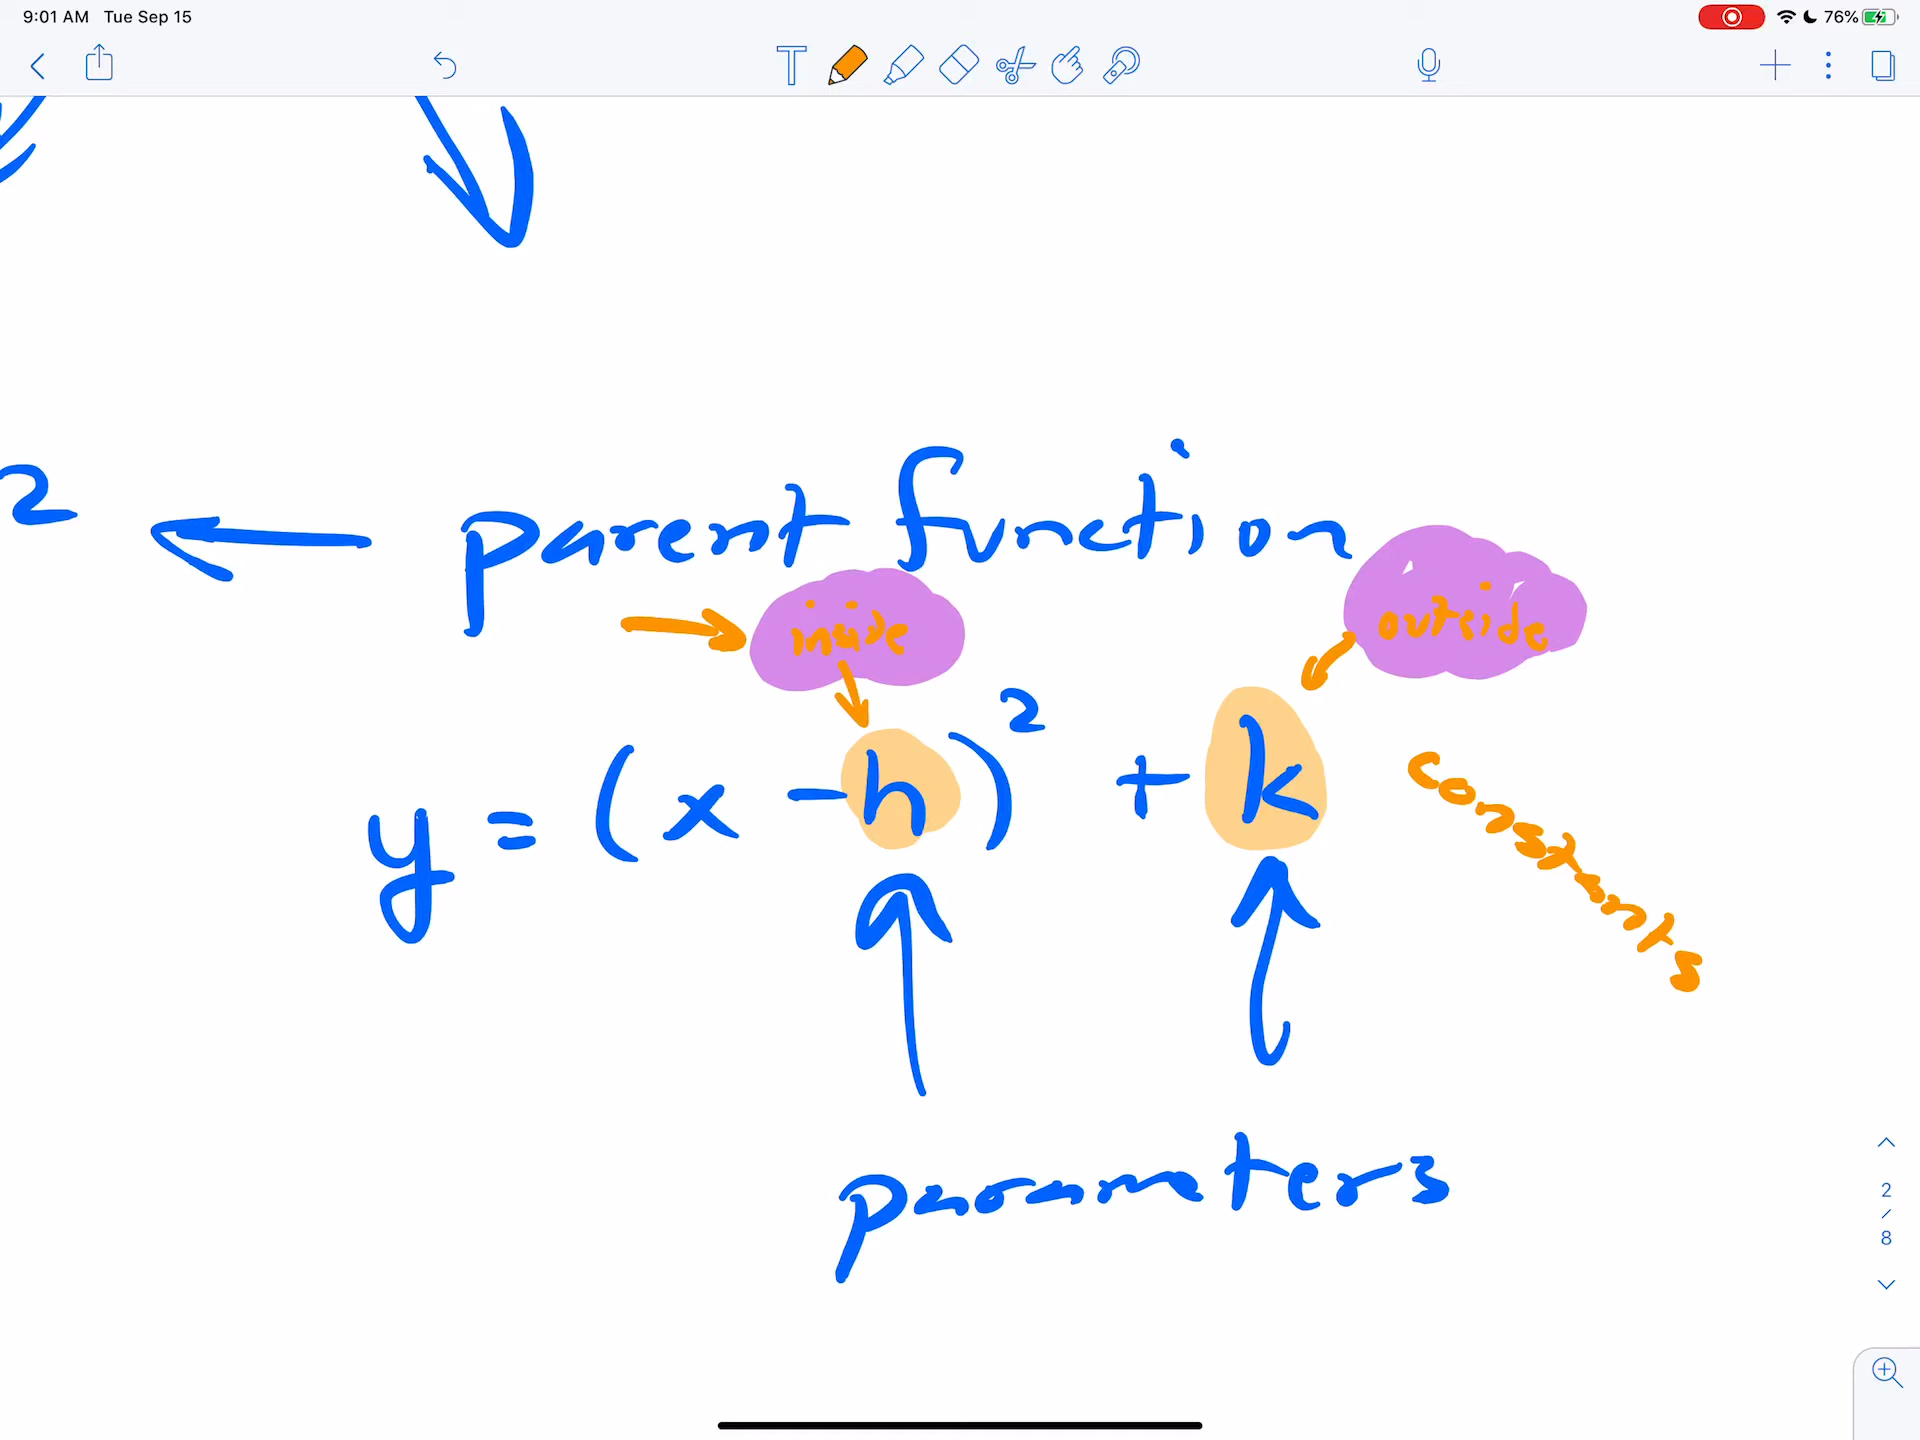 9:01 AM Tue Sep 15
76%
2 ← parent function
inside
outside
y = (x - h)² + k
constants
parameters
2
/
8